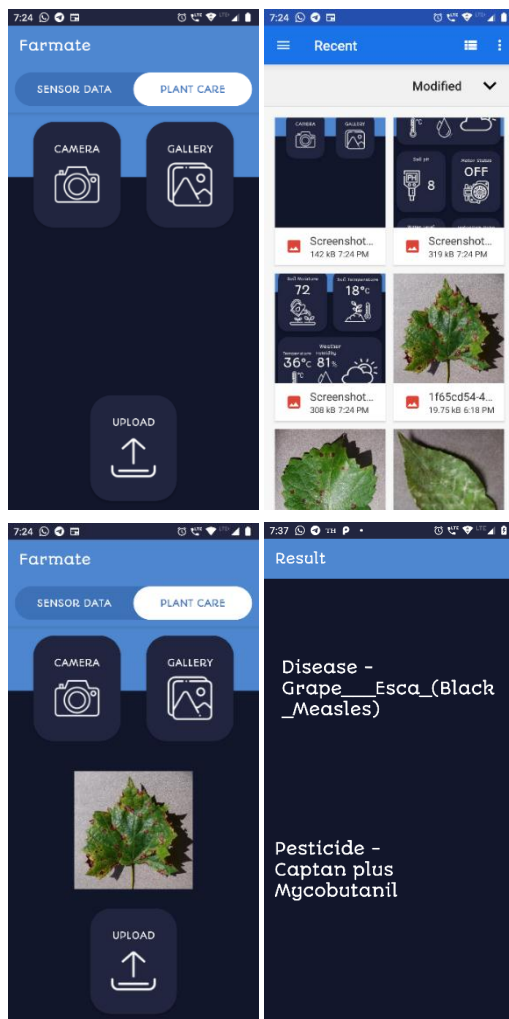 7:24
Farmate
SENSOR DATA PLANT CARE
CAMERA GALLERY
UPLOAD
7:24
Recent
Modified
CAMERA GALLERY
Soil pH Motor Status
8 OFF
Screenshot... Screenshot...
142 kB 7:24 PM 319 kB 7:24 PM
Soil Moisture Soil Temperature
72 18°C
Weather
Temperature Humidity
36°C 81%
Screenshot... 1f65cd54-4...
308 kB 7:24 PM 19.75 kB 6:18 PM
7:24
Farmate
SENSOR DATA PLANT CARE
CAMERA GALLERY
UPLOAD
7:37 TH P
Result
Disease -
Grape___Esca_(Black
_Measles)
Pesticide -
Captan plus
Mycobutanil